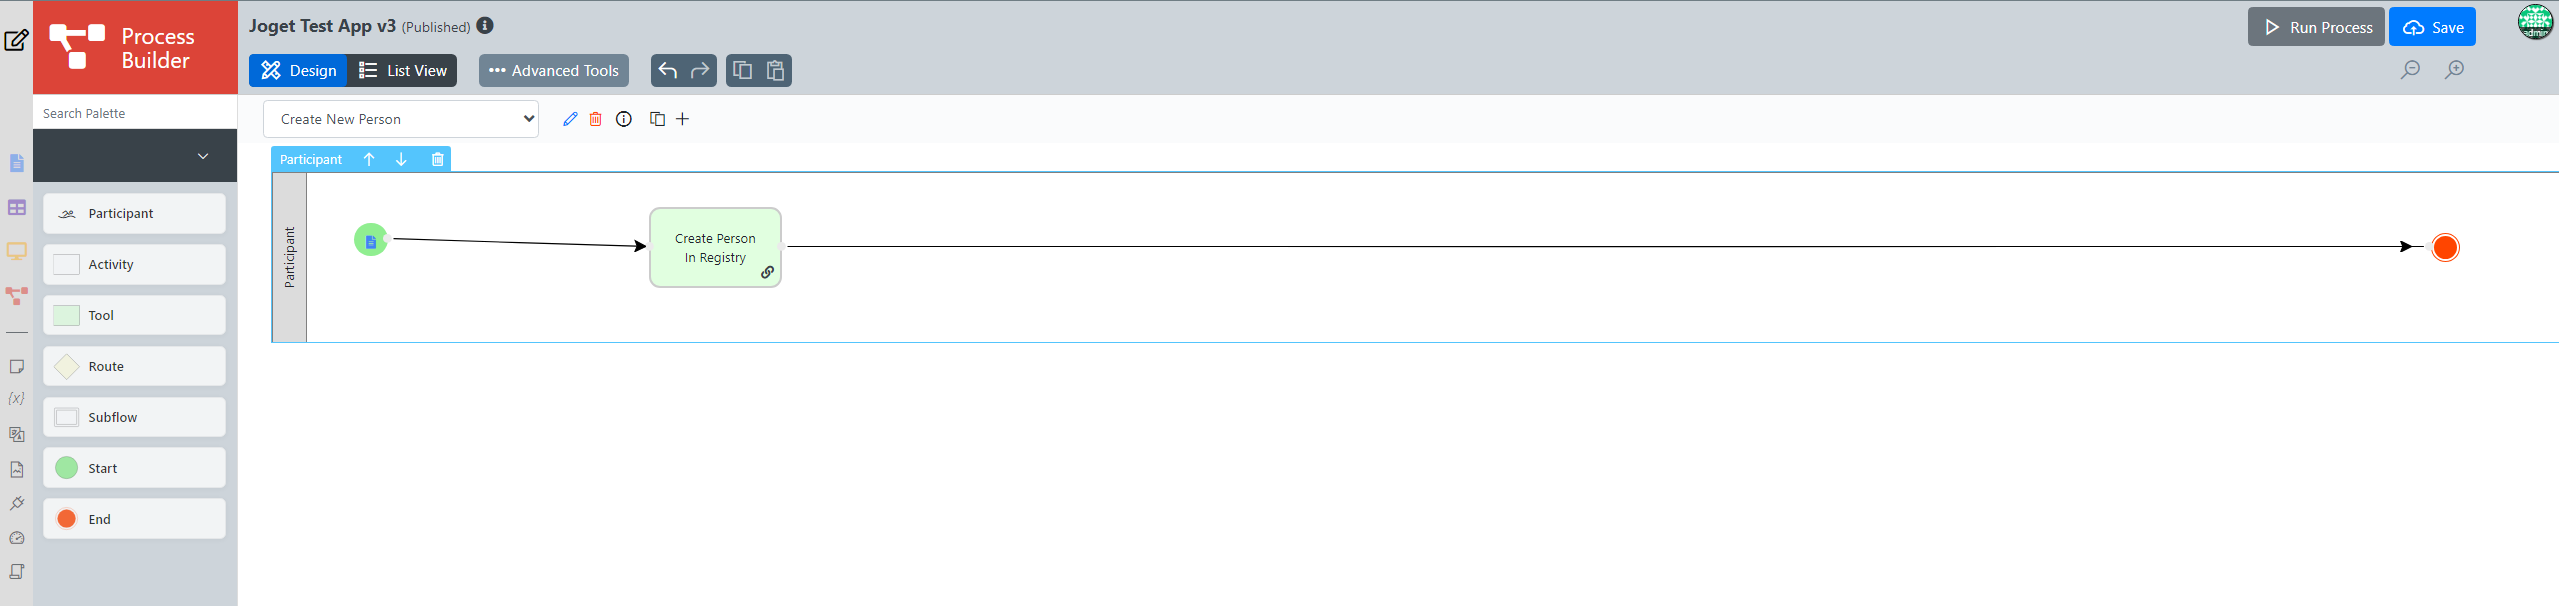 Process
Builder
Joget Test App v3 (Published)
Run Process
Save
admin
Design
List View
Advanced Tools
Search Palette
Create New Person
Participant
Participant
Create Person
In Registry
Participant
Activity
Tool
Route
Subflow
Start
End
{x}